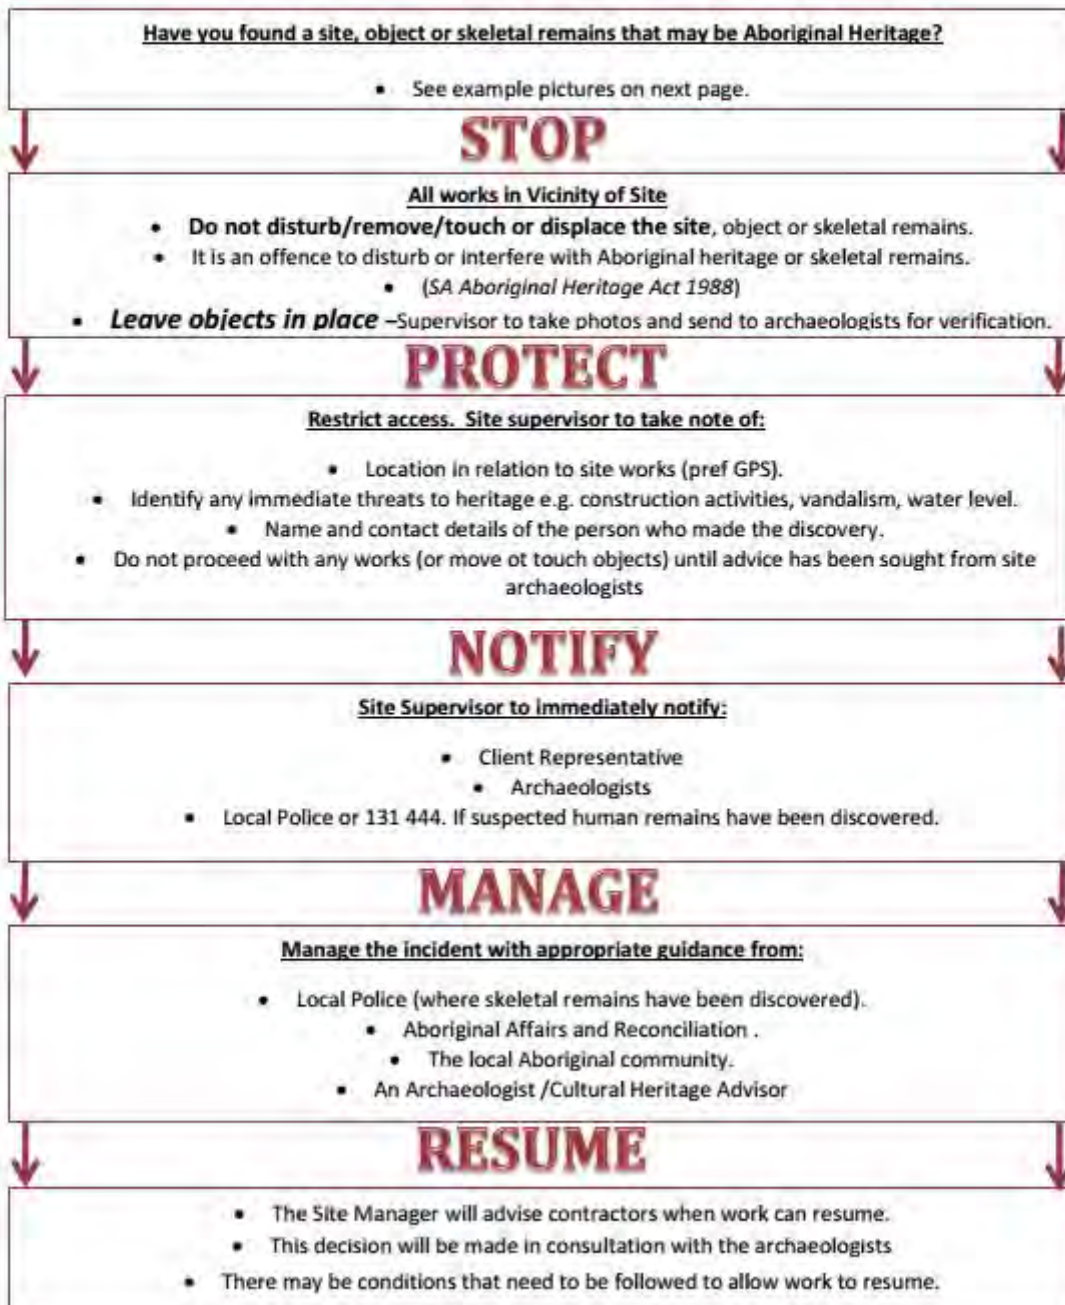 Have you found a site, object or skeletal remains that may be Aboriginal Heritage?
• See example pictures on next page.
STOP
All works in Vicinity of Site
• Do not disturb/remove/touch or displace the site, object or skeletal remains.
• It is an offence to disturb or interfere with Aboriginal heritage or skeletal remains.
• (SA Aboriginal Heritage Act 1988)
• Leave objects in place –Supervisor to take photos and send to archaeologists for verification.
PROTECT
Restrict access. Site supervisor to take note of:
• Location in relation to site works (pref GPS).
• Identify any immediate threats to heritage e.g. construction activities, vandalism, water level.
• Name and contact details of the person who made the discovery.
• Do not proceed with any works (or move ot touch objects) until advice has been sought from site
archaeologists
NOTIFY
Site Supervisor to immediately notify:
• Client Representative
• Archaeologists
• Local Police or 131 444. If suspected human remains have been discovered.
MANAGE
Manage the incident with appropriate guidance from:
• Local Police (where skeletal remains have been discovered).
• Aboriginal Affairs and Reconciliation .
• The local Aboriginal community.
• An Archaeologist /Cultural Heritage Advisor
RESUME
• The Site Manager will advise contractors when work can resume.
• This decision will be made in consultation with the archaeologists
• There may be conditions that need to be followed to allow work to resume.